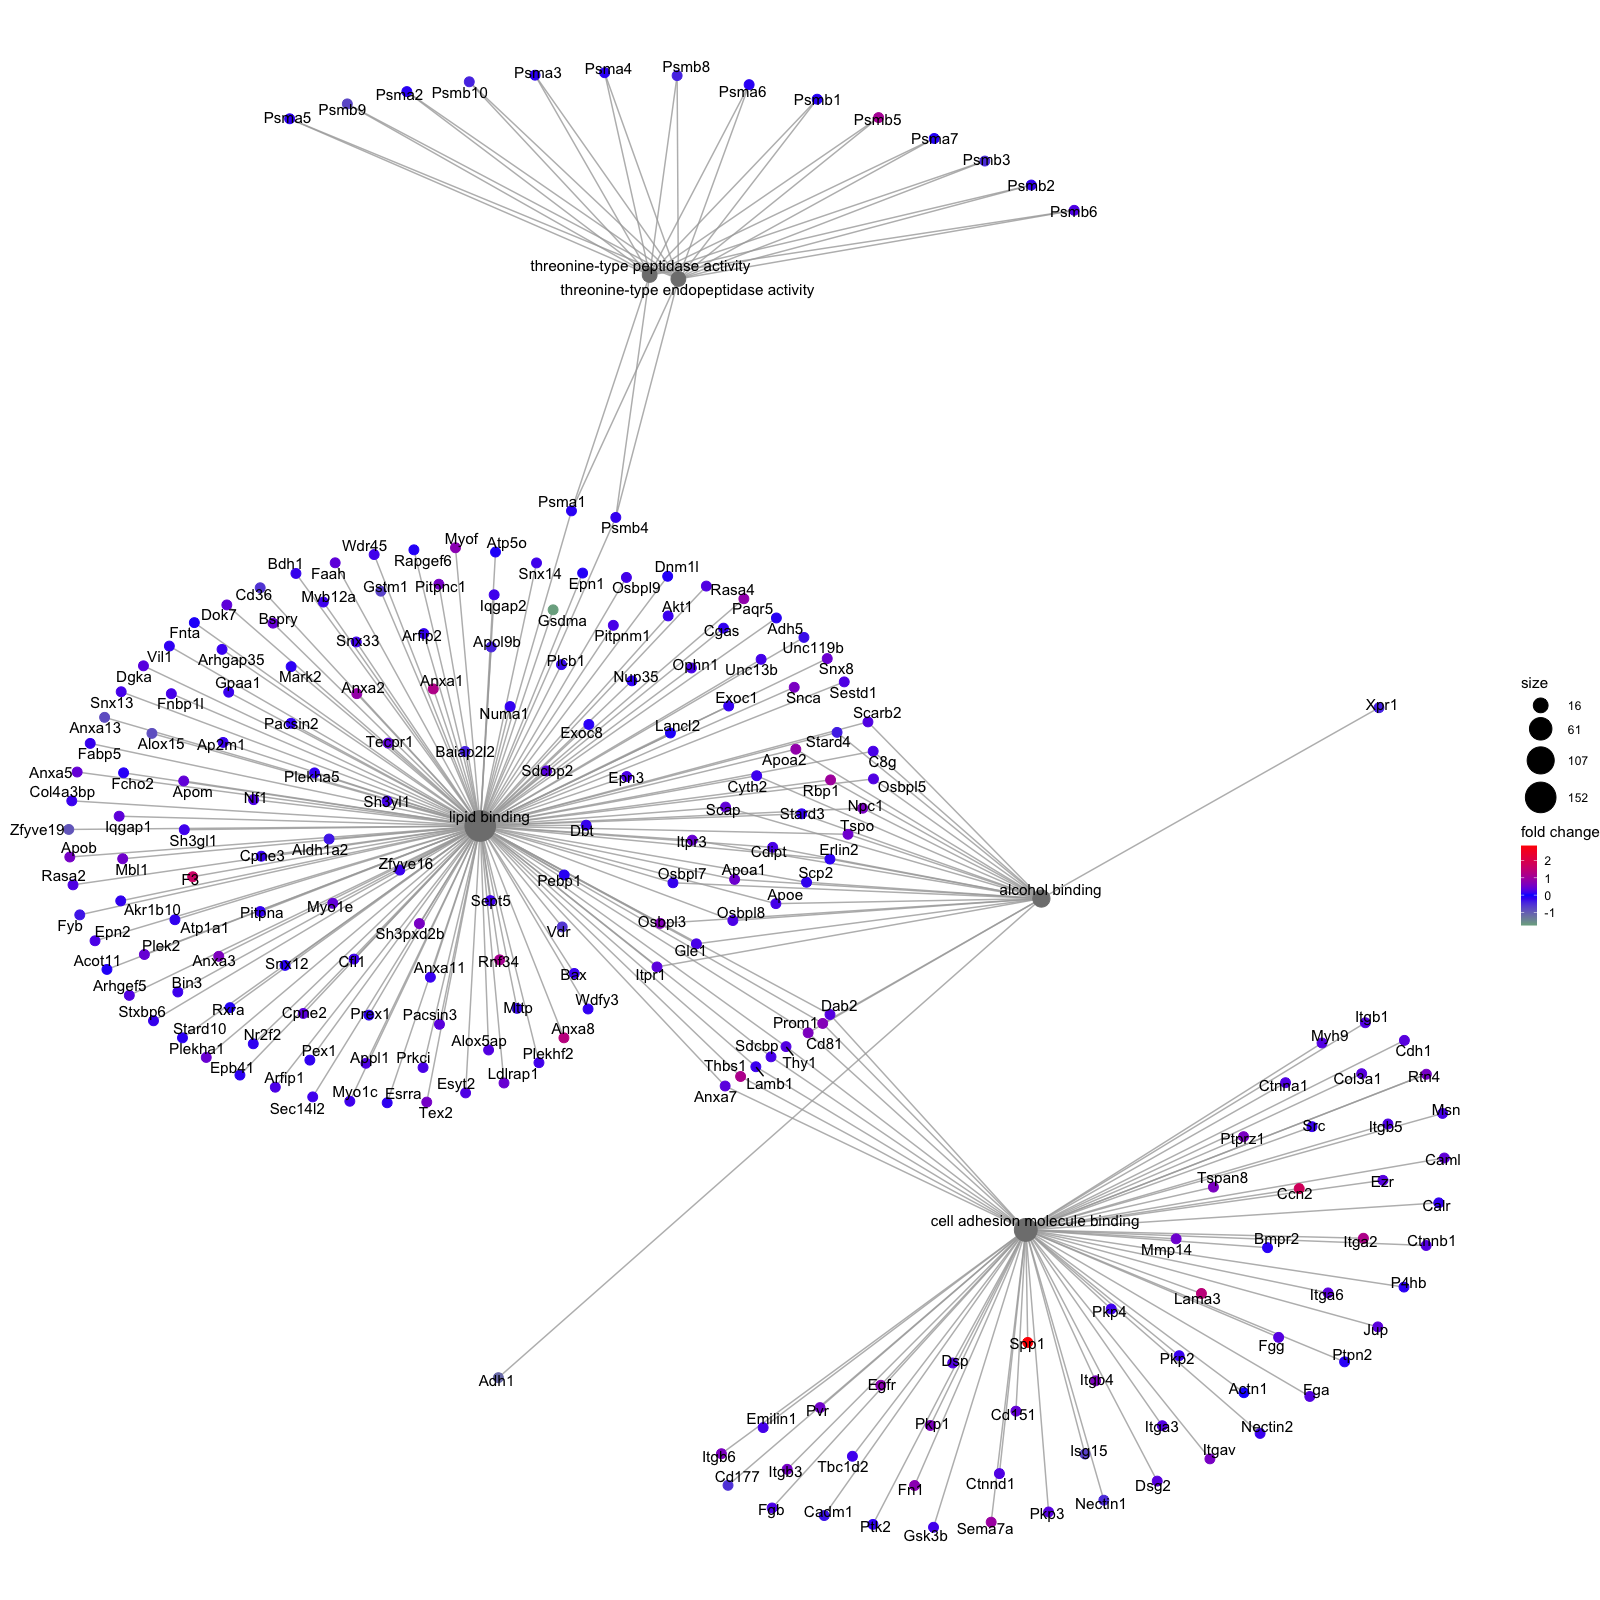 Psma5
Psmb9
Psma2
Psmb10
Psma3
Psma4
Psmb8
Psma6
Psmb1
Psmb5
Psma7
Psmb3
Psmb2
Psmb6
threonine-type peptidase activity
threonine-type endopeptidase activity
Psma1
Psmb4
Wdr45
Rapgef6
Myof
Atp5o
Bdh1
Faah
Gstm1
Pitpnc1
Snx14
Epn1
Osbpl9
Dnm1l
Cd36
Mvb12a
Iqgap2
Gsdma
Rasa4
Paqr5
Dok7
Bspry
Akt1
Fnta
Snx33
Arfip2
Apol9b
Pitpnm1
Cgas
Adh5
Vil1
Arhgap35
Plcb1
Ophn1
Unc13b
Unc119b
Dgka
Gpaa1
Mark2
Anxa2
Anxa1
Nup35
Snx8
Snx13
Fnbp1l
Numa1
Exoc1
Snca
Sestd1
Xpr1
Anxa13
Alox15
Pacsin2
Exoc8
Lancl2
Scarb2
Fabp5
Ap2m1
Tecpr1
Baiap2l2
Stard4
Apoa2
C8g
Anxa5
Fcho2
Plekha5
Sdcbp2
Epn3
Cyth2
Rbp1
Osbpl5
Col4a3bp
Apom
Nf1
Sh3yl1
Scap
Stard3
Npc1
Zfyve19
Iqgap1
Sh3gl1
lipid binding
Dbt
Tspo
Apob
Mbl1
Cpne3
Aldh1a2
Zfyve16
Itpr3
Cdipt
Erlin2
Rasa2
F3
Pebp1
Osbpl7
Apoa1
Scp2
alcohol binding
Fyb
Akr1b10
Atp1a1
Pitpna
Myo1e
Sept5
Apoe
Osbpl8
Epn2
Plek2
Sh3pxd2b
Vdr
Osbpl3
Gle1
Acot11
Anxa3
Snx12
Cfl1
Anxa11
Rnf34
Bax
Itpr1
Arhgef5
Bin3
Stxbp6
Rxra
Cpne2
Prex1
Pacsin3
Mttp
Wdfy3
Dab2
Stard10
Nr2f2
Alox5ap
Anxa8
Prom1
Cd81
Plekha1
Pex1
Appl1
Prkci
Plekhf2
Sdcbp
Thy1
Epb41
Arfip1
Ldlrap1
Thbs1
Lamb1
Sec14l2
Myo1c
Esrra
Esyt2
Tex2
Anxa7
Itgb1
Myh9
Cdh1
Ctnna1
Col3a1
Rtn4
Msn
Ptprz1
Src
Itgb5
Tspan8
Ccn2
Ezr
Caml
Calr
cell adhesion molecule binding
Mmp14
Bmpr2
Itga2
Ctnnb1
P4hb
Lama3
Itga6
Pkp4
Jup
Spp1
Fgg
Ptpn2
Dsp
Pkp2
Adh1
Egfr
Itgb4
Actn1
Fga
Emilin1
Pvr
Pkp1
Cd151
Itga3
Nectin2
Itgb6
Cd177
Itgb3
Tbc1d2
Isg15
Itgav
Ctnnd1
Dsg2
Fn1
Fgb
Cadm1
Ptk2
Gsk3b
Sema7a
Pkp3
Nectin1
size
16
61
107
152
fold change
2
1
0
-1